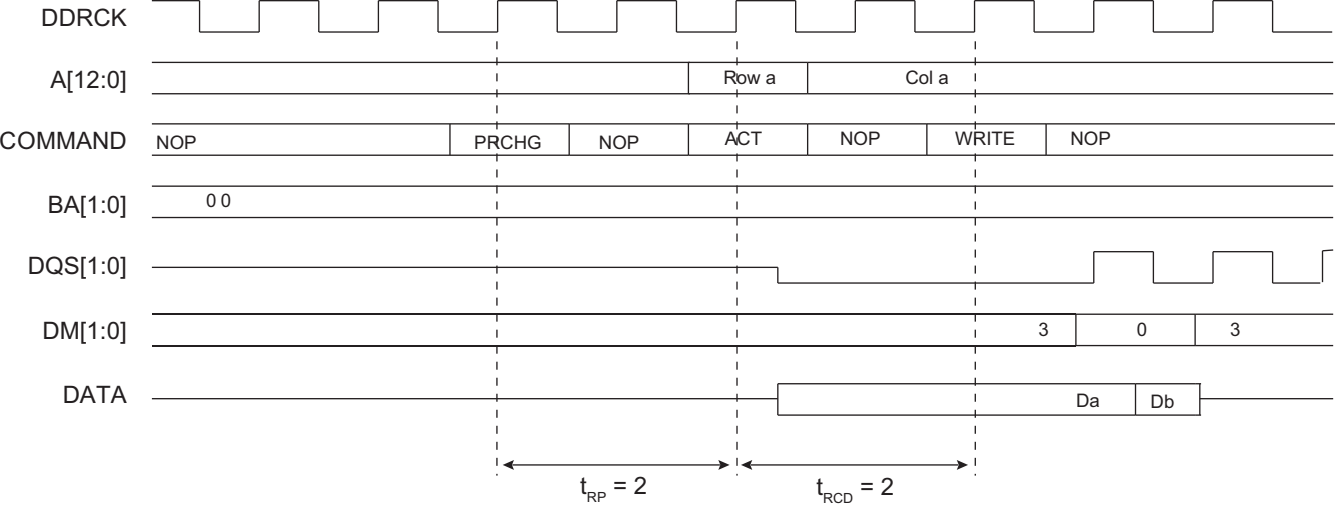 DDRCK
A[12:0] Row a Col a
COMMAND NOP PRCHG NOP ACT NOP WRITE NOP
BA[1:0] 0 0
DQS[1:0]
DM[1:0] 3 0 3
DATA Da Db
tRP = 2 tRCD = 2